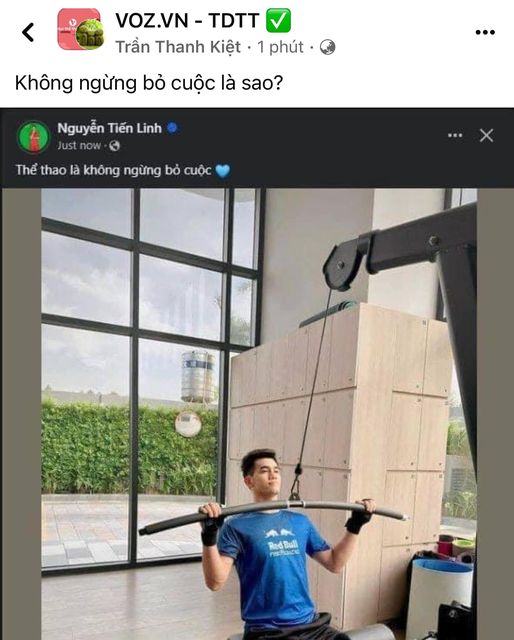 VOZ.VN - TDTT ✅
Trần Thanh Kiệt · 1 phút ·
Không ngừng bỏ cuộc là sao?
Nguyễn Tiến Linh
Just now ·
Thể thao là không ngừng bỏ cuộc 💙
Red Bull